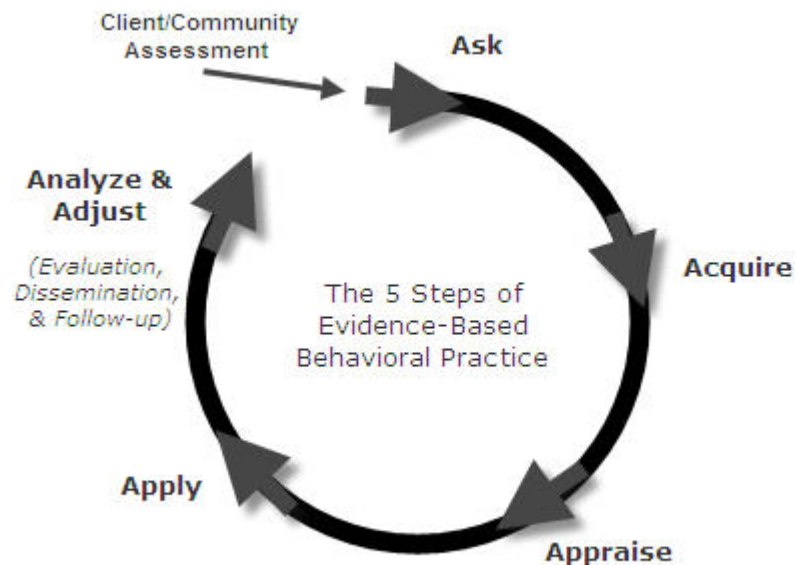 Client/Community
Assessment
Ask
Acquire
Appraise
Apply
Analyze &
Adjust
(Evaluation,
Dissemination,
& Follow-up)
The 5 Steps of
Evidence-Based
Behavioral Practice